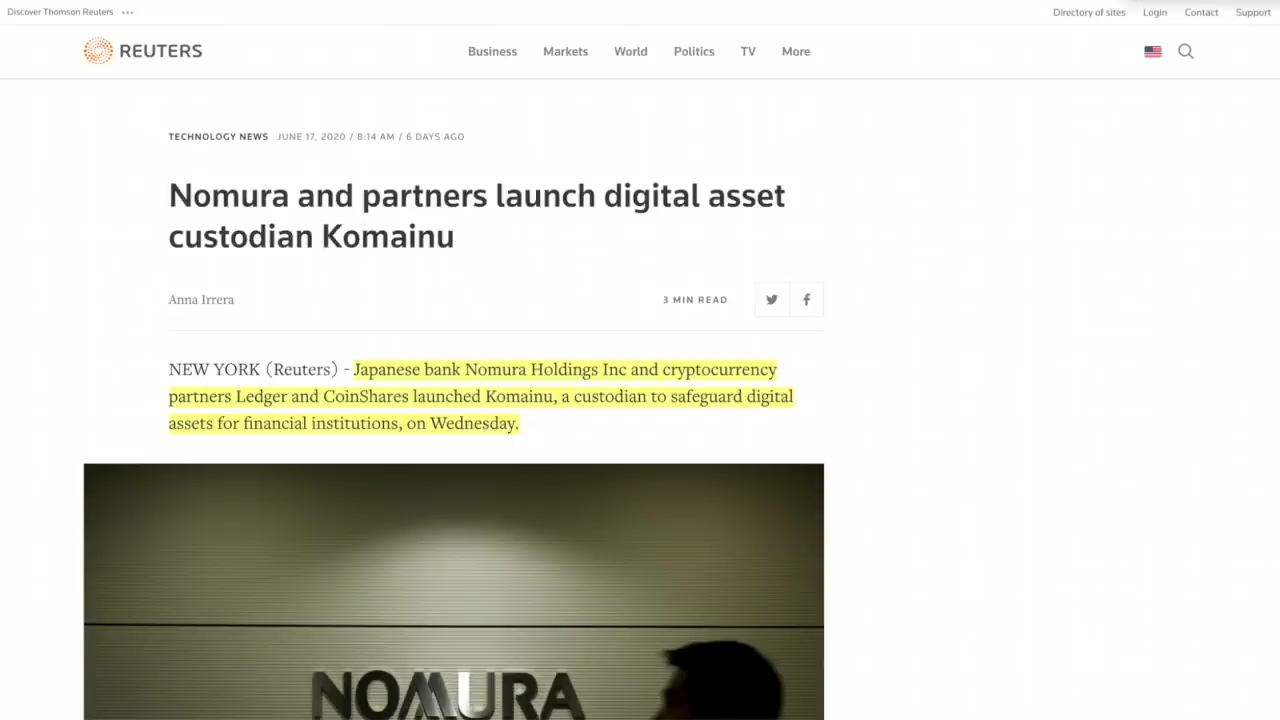 Discover Thomson Reuters
Directory of sites Login Contact Support
REUTERS Business Markets World Politics TV More
TECHNOLOGY NEWS JUNE 17, 2020 / 8:14 AM / 6 DAYS AGO
Nomura and partners launch digital asset
custodian Komainu
Anna Irrera 3 MIN READ
NEW YORK (Reuters) - Japanese bank Nomura Holdings Inc and cryptocurrency
partners Ledger and CoinShares launched Komainu, a custodian to safeguard digital
assets for financial institutions, on Wednesday.
NOMURA